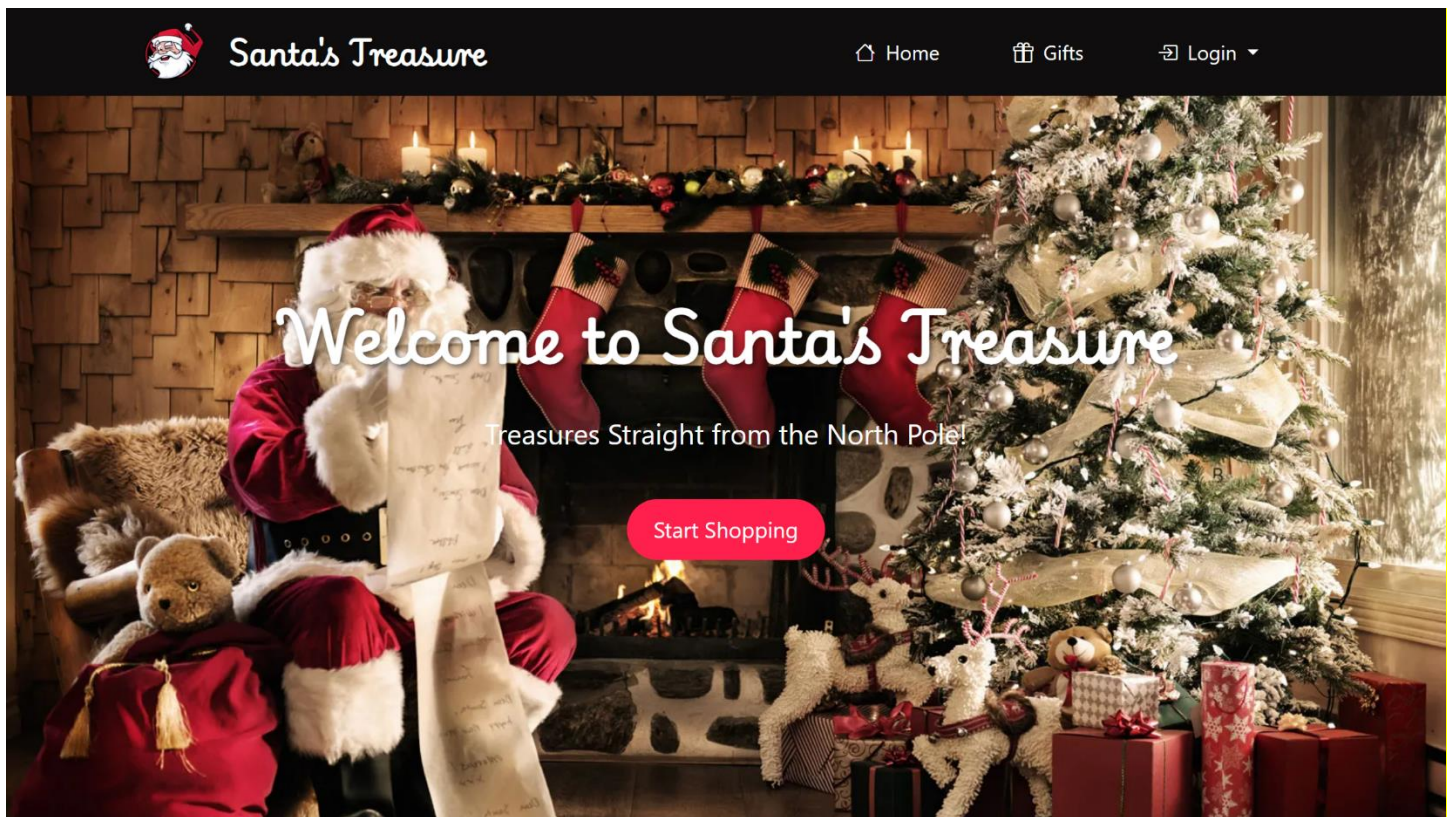 Santa's Treasure
Home
Gifts
Login
Welcome to Santa's Treasure
Treasures Straight from the North Pole!
Start Shopping